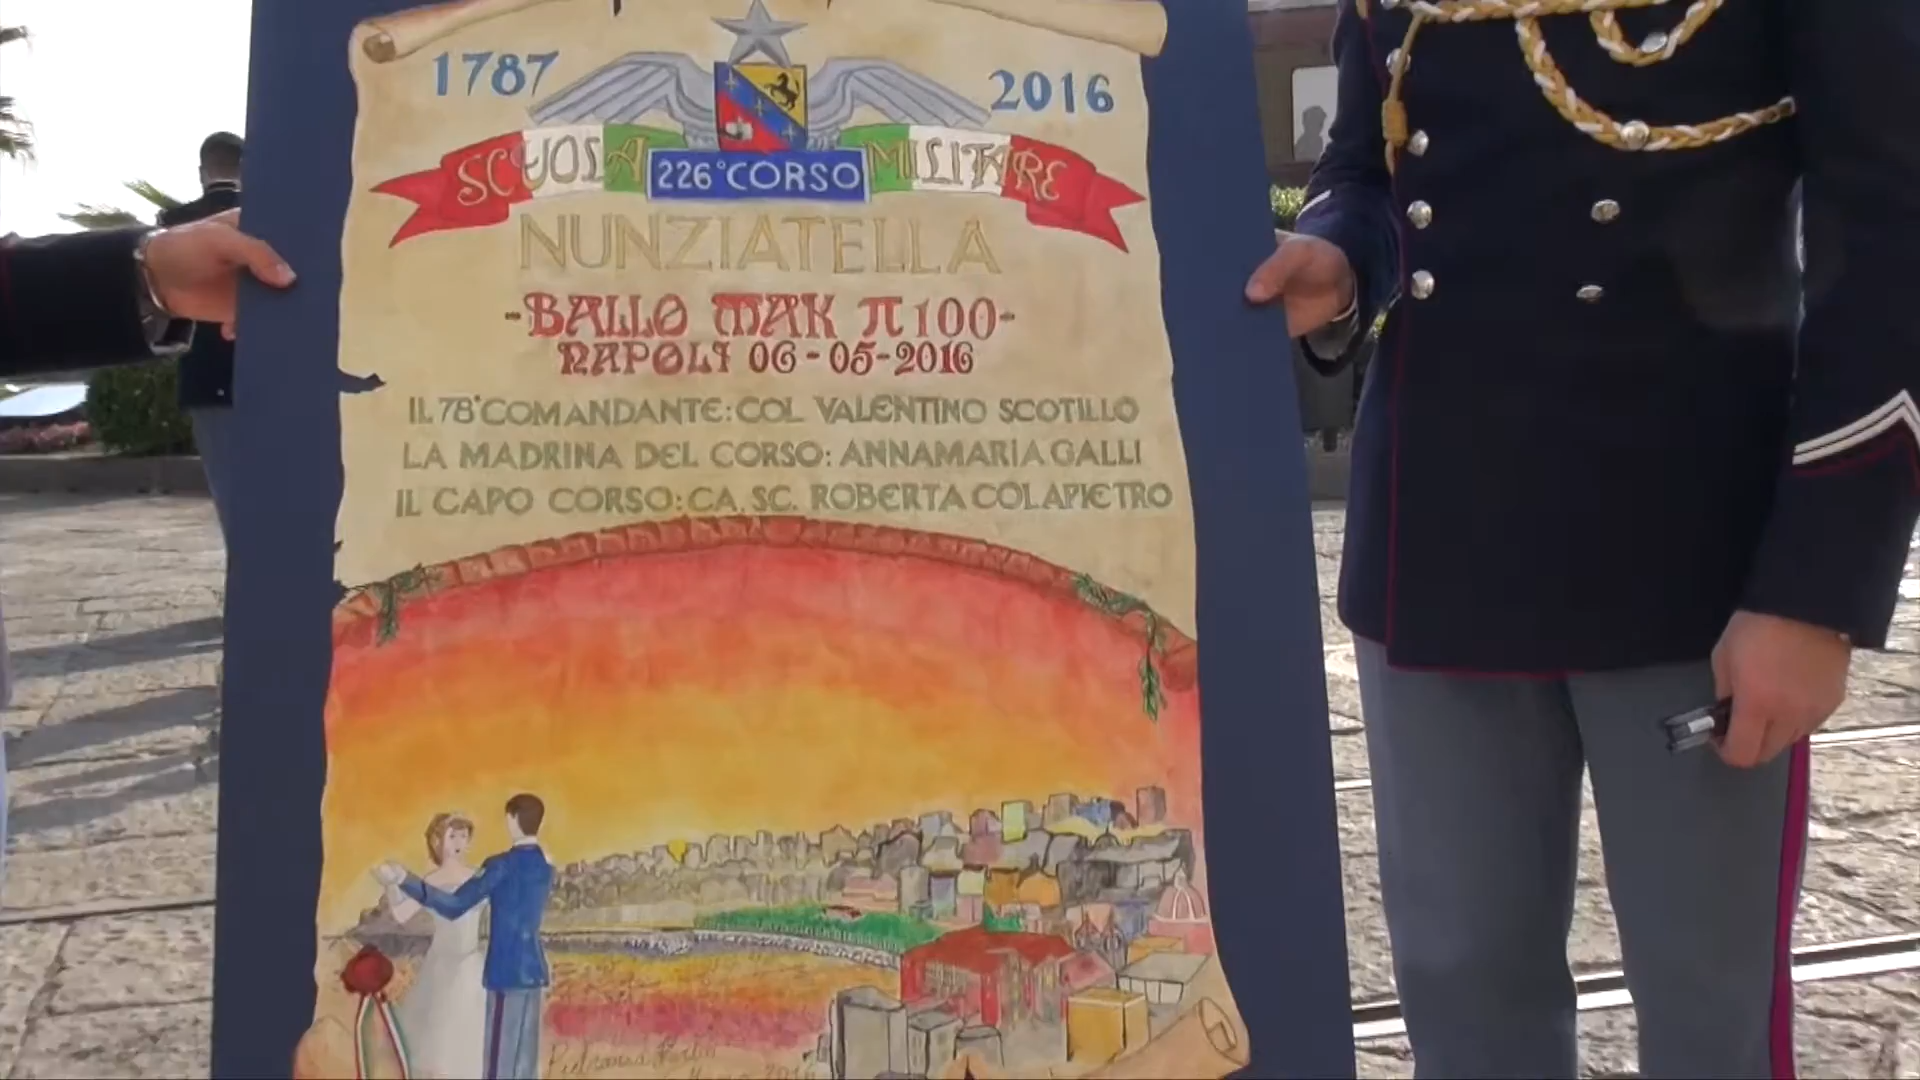 1787
2016
SCUOLA MILITARE
226°CORSO
NUNZIATELLA
-BALLO MAK π 100-
NAPOLI 06-05-2016
IL 78°COMANDANTE: COL VALENTINO SCOTILLO
LA MADRINA DEL CORSO: ANNAMARIA GALLI
IL CAPO CORSO: CA. SC. ROBERTA COLAPIETRO